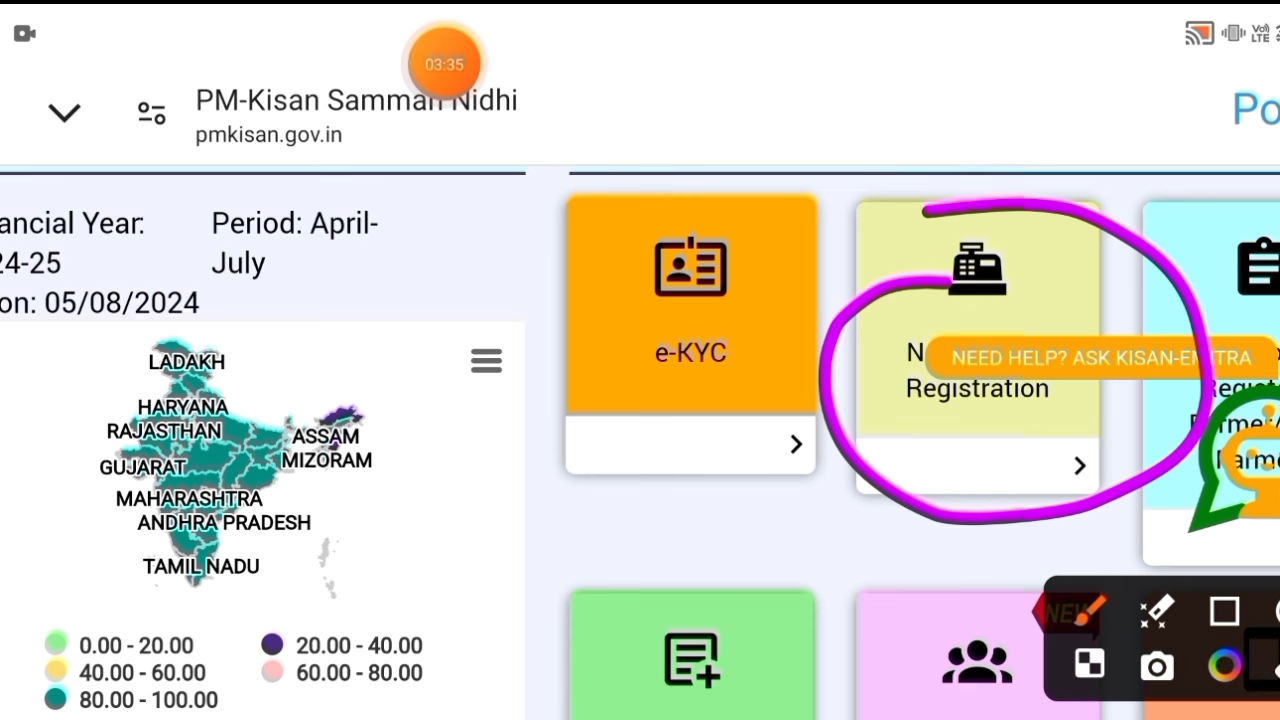 03:35
PM-Kisan Samman Nidhi
pmkisan.gov.in
Po
ancial Year:
24-25
on: 05/08/2024
Period: April-
July
LADAKH
HARYANA
RAJASTHAN
GUJARAT
ASSAM
MIZORAM
MAHARASHTRA
ANDHRA PRADESH
TAMIL NADU
0.00 - 20.00
20.00 - 40.00
40.00 - 60.00
60.00 - 80.00
80.00 - 100.00
e-KYC
N
Registration
NEED HELP? ASK KISAN-EMITRA
NEW